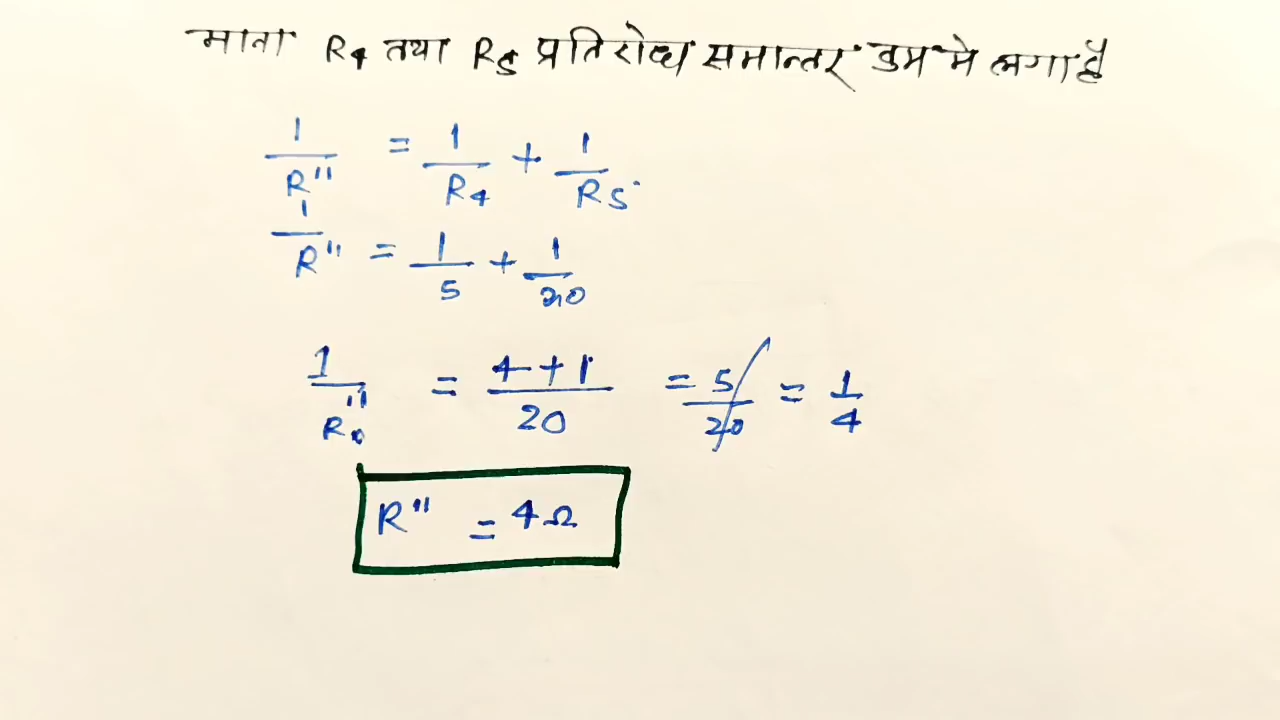 माना R₄ तथा R₅ प्रतिरोध समान्तर क्रम मे लगा है
1/R'' = 1/R₄ + 1/R₅
1/R'' = 1/5 + 1/20
1/R'' = 4+1/20 = 5/20 = 1/4
R'' = 4Ω